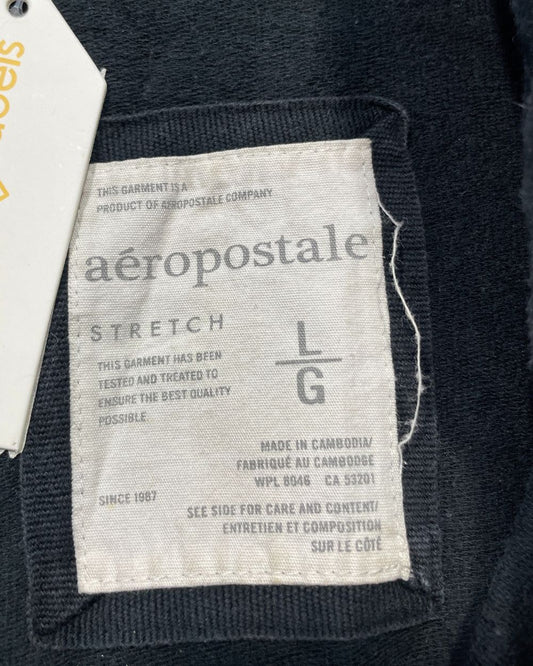 THIS GARMENT IS A
PRODUCT OF AÉROPOSTALE COMPANY
aéropostale
STRETCH
L
G
THIS GARMENT HAS BEEN
TESTED AND TREATED TO
ENSURE THE BEST QUALITY
POSSIBLE.
MADE IN CAMBODIA/
FABRIQUÉ AU CAMBODGE
WPL 8046 CA 53201
SINCE 1987
SEE SIDE FOR CARE AND CONTENT/
ENTRETIEN ET COMPOSITION
SUR LE CÔTÉ